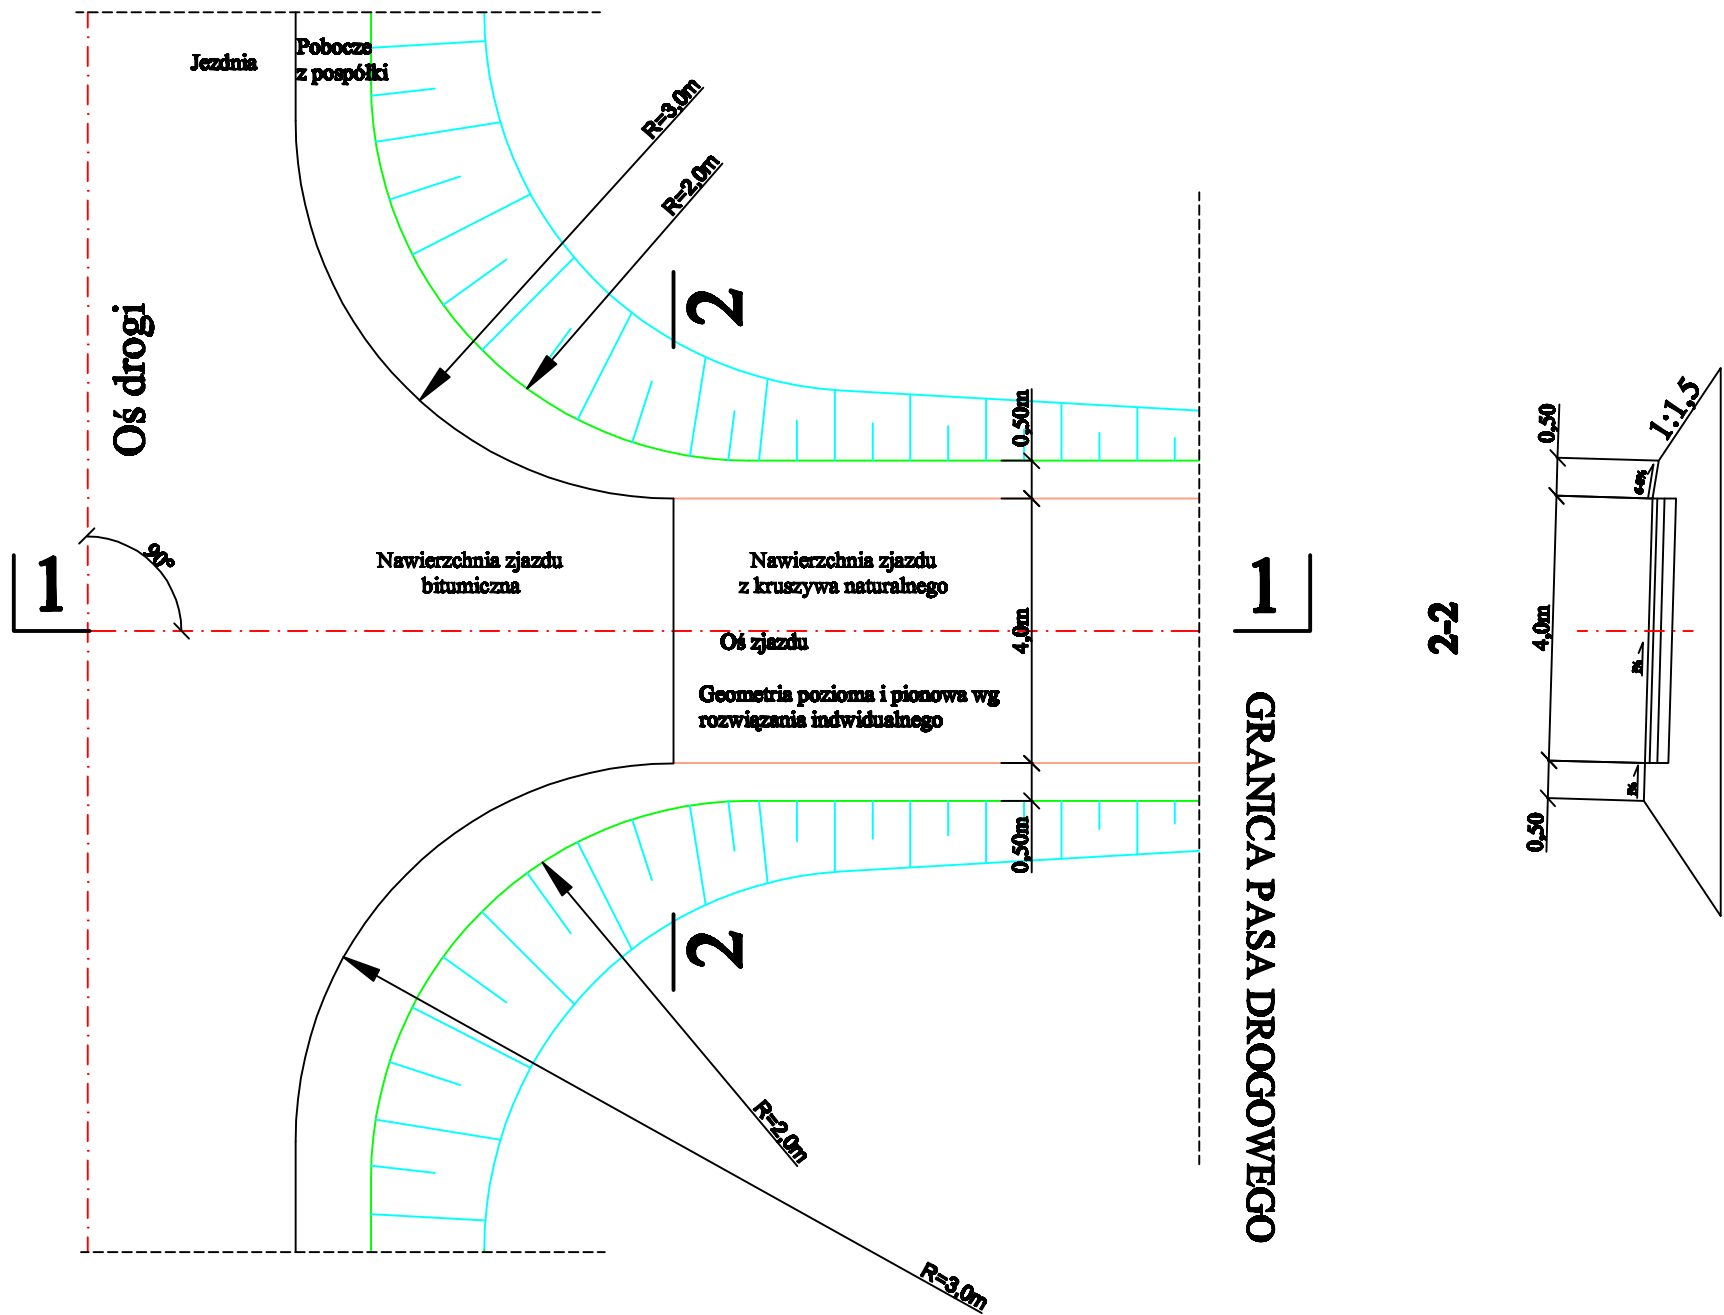 Jezdnia
Pobocze
z pospółki
R=3,0m
R=2,0m
Oś drogi
2
0,50m
90°
1
Nawierzchnia zjazdu
bitumiczna
Nawierzchnia zjazdu
z kruszywa naturalnego
1
Oś zjazdu
4,0m
Geometria pozioma i pionowa wg
rozwiązania indwidualnego
0,50m
2
R=2,0m
R=3,0m
GRANICA PASA DROGOWEGO
2-2
0,50
1:1,5
4,0m
0,50